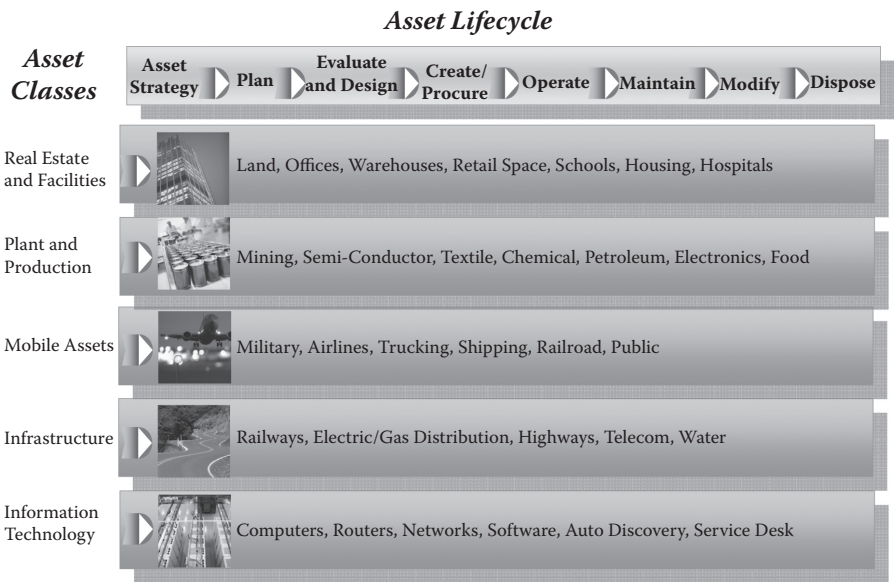 Asset Lifecycle
Asset
Classes
Asset
Strategy
Plan
Evaluate
and Design
Create/
Procure
Operate
Maintain
Modify
Dispose
Real Estate
and Facilities
Land, Offices, Warehouses, Retail Space, Schools, Housing, Hospitals
Plant and
Production
Mining, Semi-Conductor, Textile, Chemical, Petroleum, Electronics, Food
Mobile Assets
Military, Airlines, Trucking, Shipping, Railroad, Public
Infrastructure
Railways, Electric/Gas Distribution, Highways, Telecom, Water
Information
Technology
Computers, Routers, Networks, Software, Auto Discovery, Service Desk